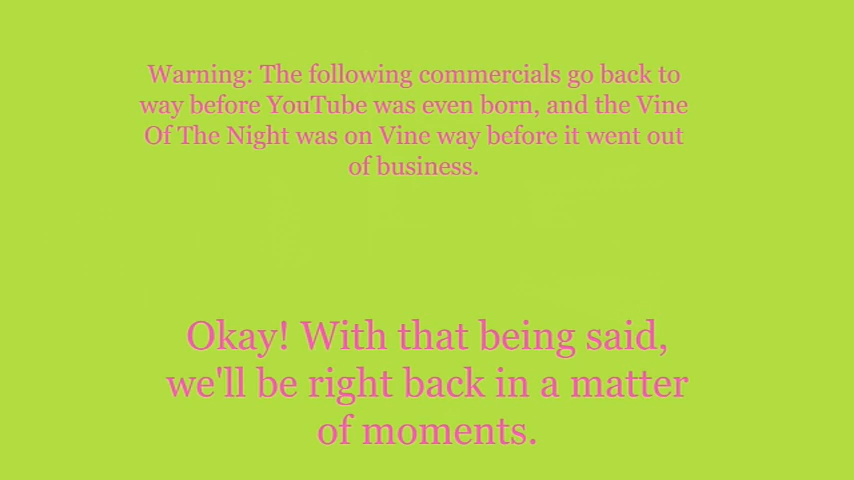 Warning: The following commercials go back to
way before YouTube was even born, and the Vine
Of The Night was on Vine way before it went out
of business.
Okay! With that being said,
we'll be right back in a matter
of moments.